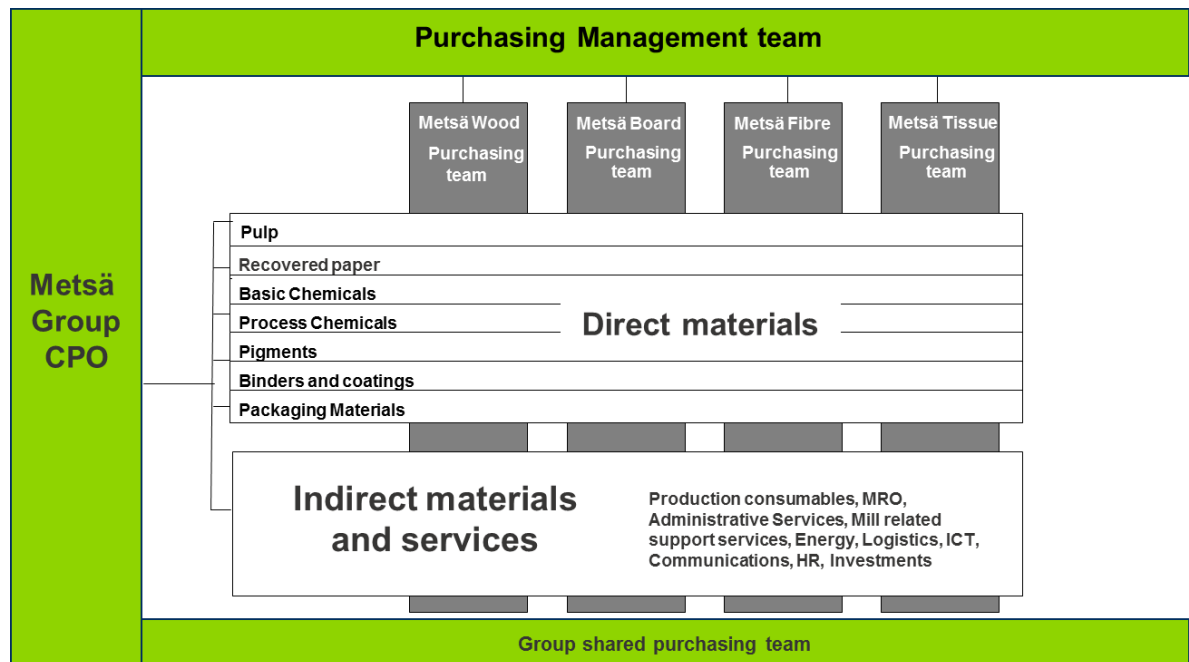 Purchasing Management team
Metsä
Group
CPO
Metsä Wood
Purchasing
team
Metsä Board
Purchasing
team
Metsä Fibre
Purchasing
team
Metsä Tissue
Purchasing
team
Pulp
Recovered paper
Basic Chemicals
Process Chemicals
Pigments
Binders and coatings
Packaging Materials
Direct materials
Indirect materials
and services
Production consumables, MRO,
Administrative Services, Mill related
support services, Energy, Logistics, ICT,
Communications, HR, Investments
Group shared purchasing team